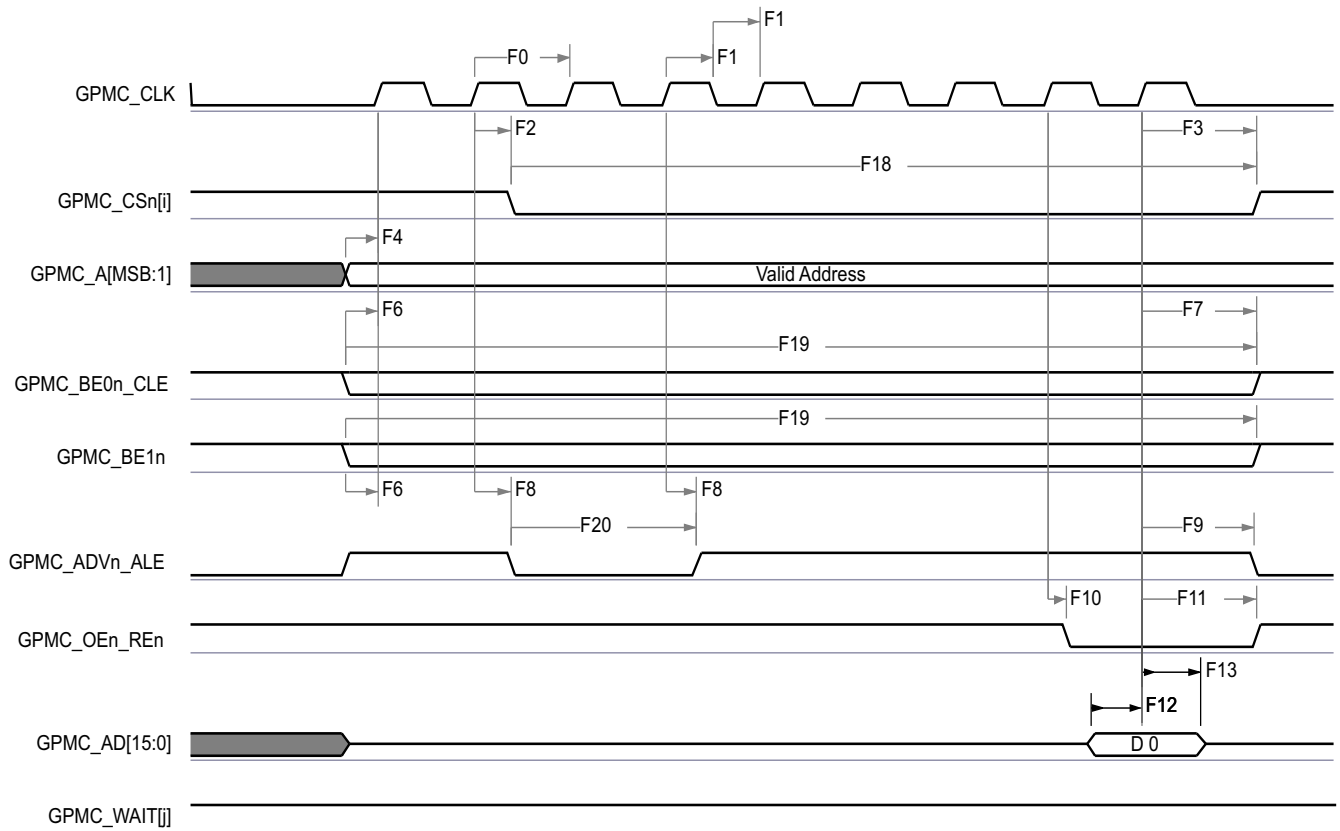 F1
F0
F1
GPMC_CLK
F2
F3
F18
GPMC_CSn[i]
F4
GPMC_A[MSB:1]
Valid Address
F6
F7
F19
GPMC_BE0n_CLE
F19
GPMC_BE1n
F6
F8
F8
F20
F9
GPMC_ADVn_ALE
F10
F11
GPMC_OEn_REn
F13
F12
GPMC_AD[15:0]
D 0
GPMC_WAIT[j]